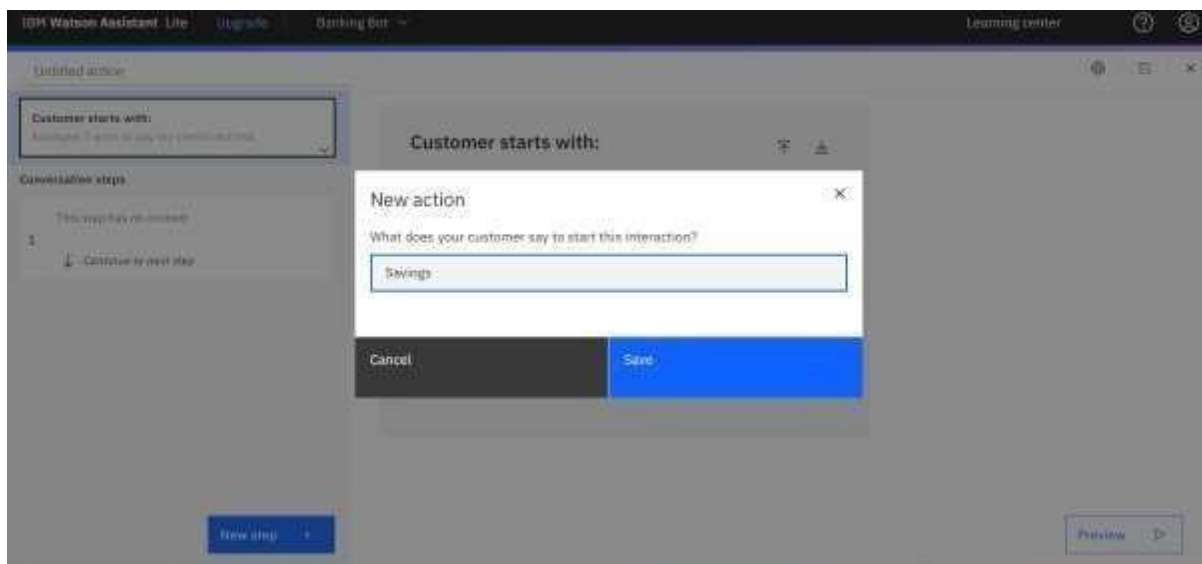 IBM Watson Assistant Lite Upgrade Banking Bot Learning center
Untitled action
Customer starts with:
Customer starts with:
Conversation steps
This step has no content
1
Continue to next step
New action
What does your customer say to start this interaction?
Savings
Cancel Save
New step +
Preview